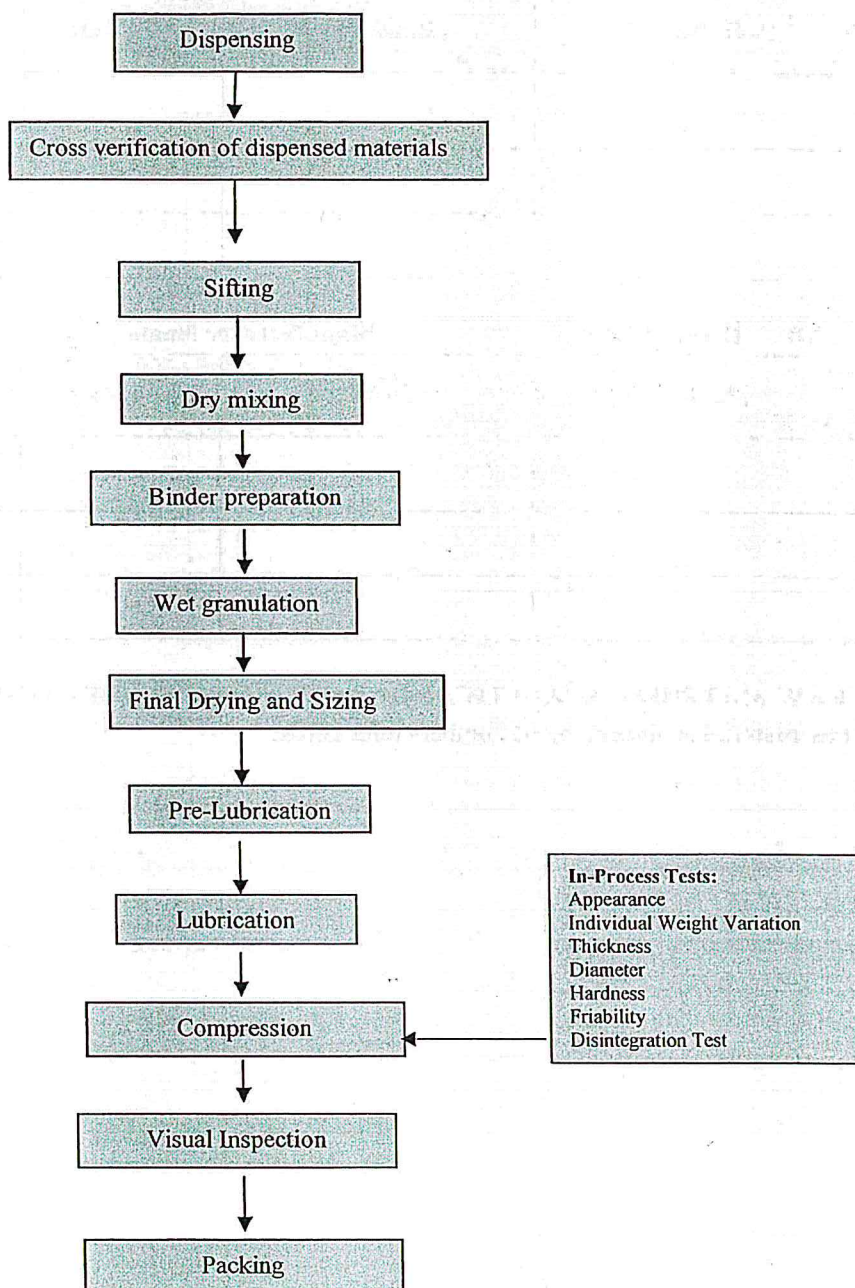 Dispensing
Cross verification of dispensed materials
Sifting
Dry mixing
Binder preparation
Wet granulation
Final Drying and Sizing
Pre-Lubrication
Lubrication
In-Process Tests:
Appearance
Individual Weight Variation
Thickness
Diameter
Hardness
Friability
Disintegration Test
Compression
Visual Inspection
Packing